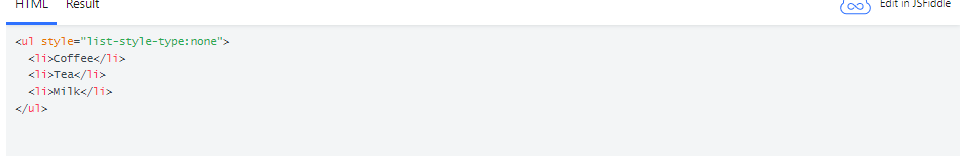 HTML Result Edit in JSFiddle
<ul style="list-style-type:none">
  <li>Coffee</li>
  <li>Tea</li>
  <li>Milk</li>
</ul>